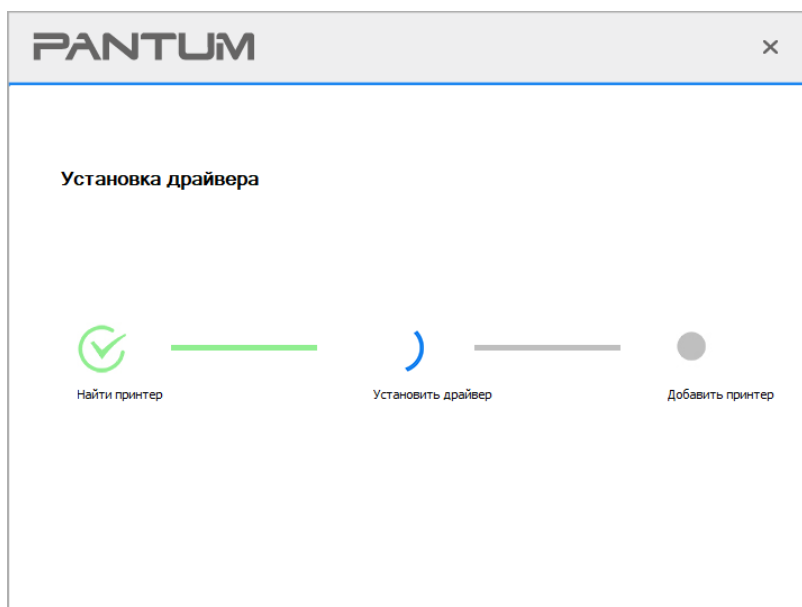 PANTUM
Установка драйвера
Найти принтер
Установить драйвер
Добавить принтер